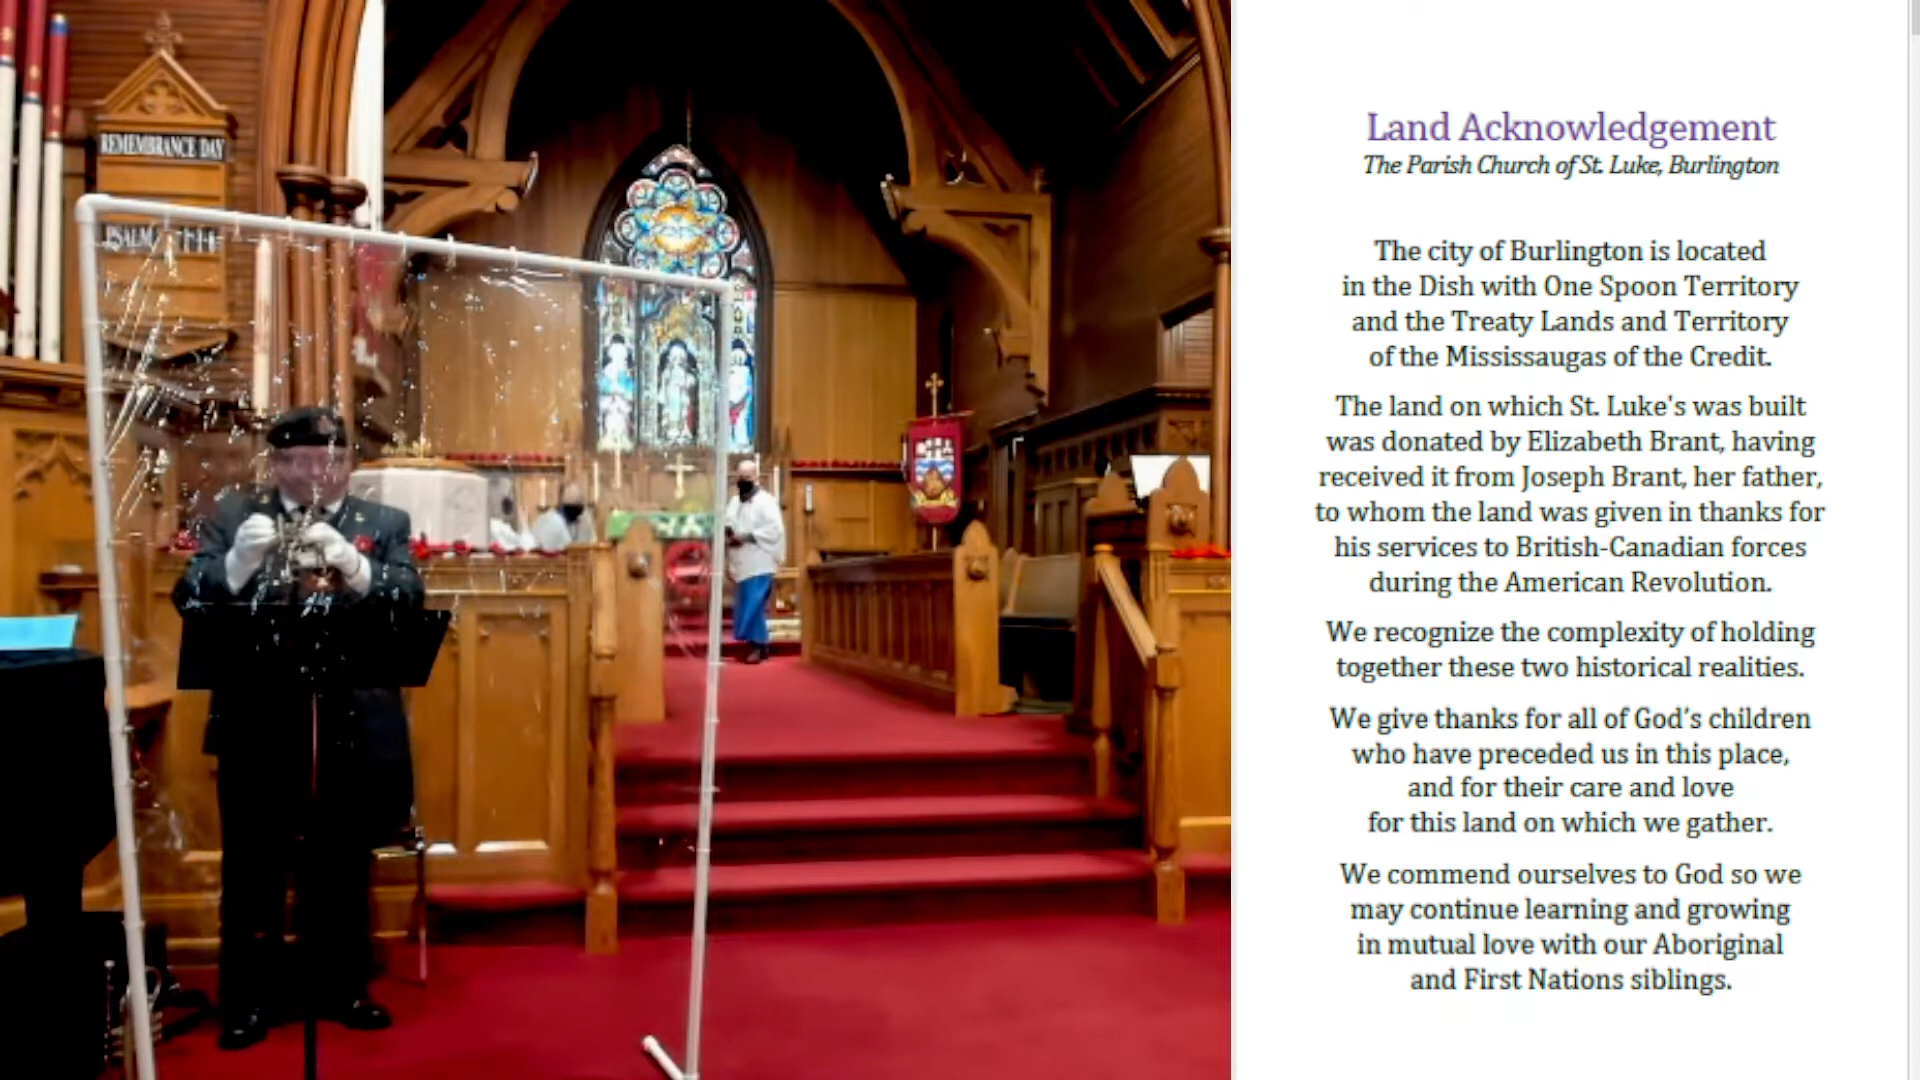 REMEMBRANCE DAY
PSALM
Land Acknowledgement
The Parish Church of St. Luke, Burlington
The city of Burlington is located
in the Dish with One Spoon Territory
and the Treaty Lands and Territory
of the Mississaugas of the Credit.
The land on which St. Luke's was built
was donated by Elizabeth Brant, having
received it from Joseph Brant, her father,
to whom the land was given in thanks for
his services to British-Canadian forces
during the American Revolution.
We recognize the complexity of holding
together these two historical realities.
We give thanks for all of God’s children
who have preceded us in this place,
and for their care and love
for this land on which we gather.
We commend ourselves to God so we
may continue learning and growing
in mutual love with our Aboriginal
and First Nations siblings.